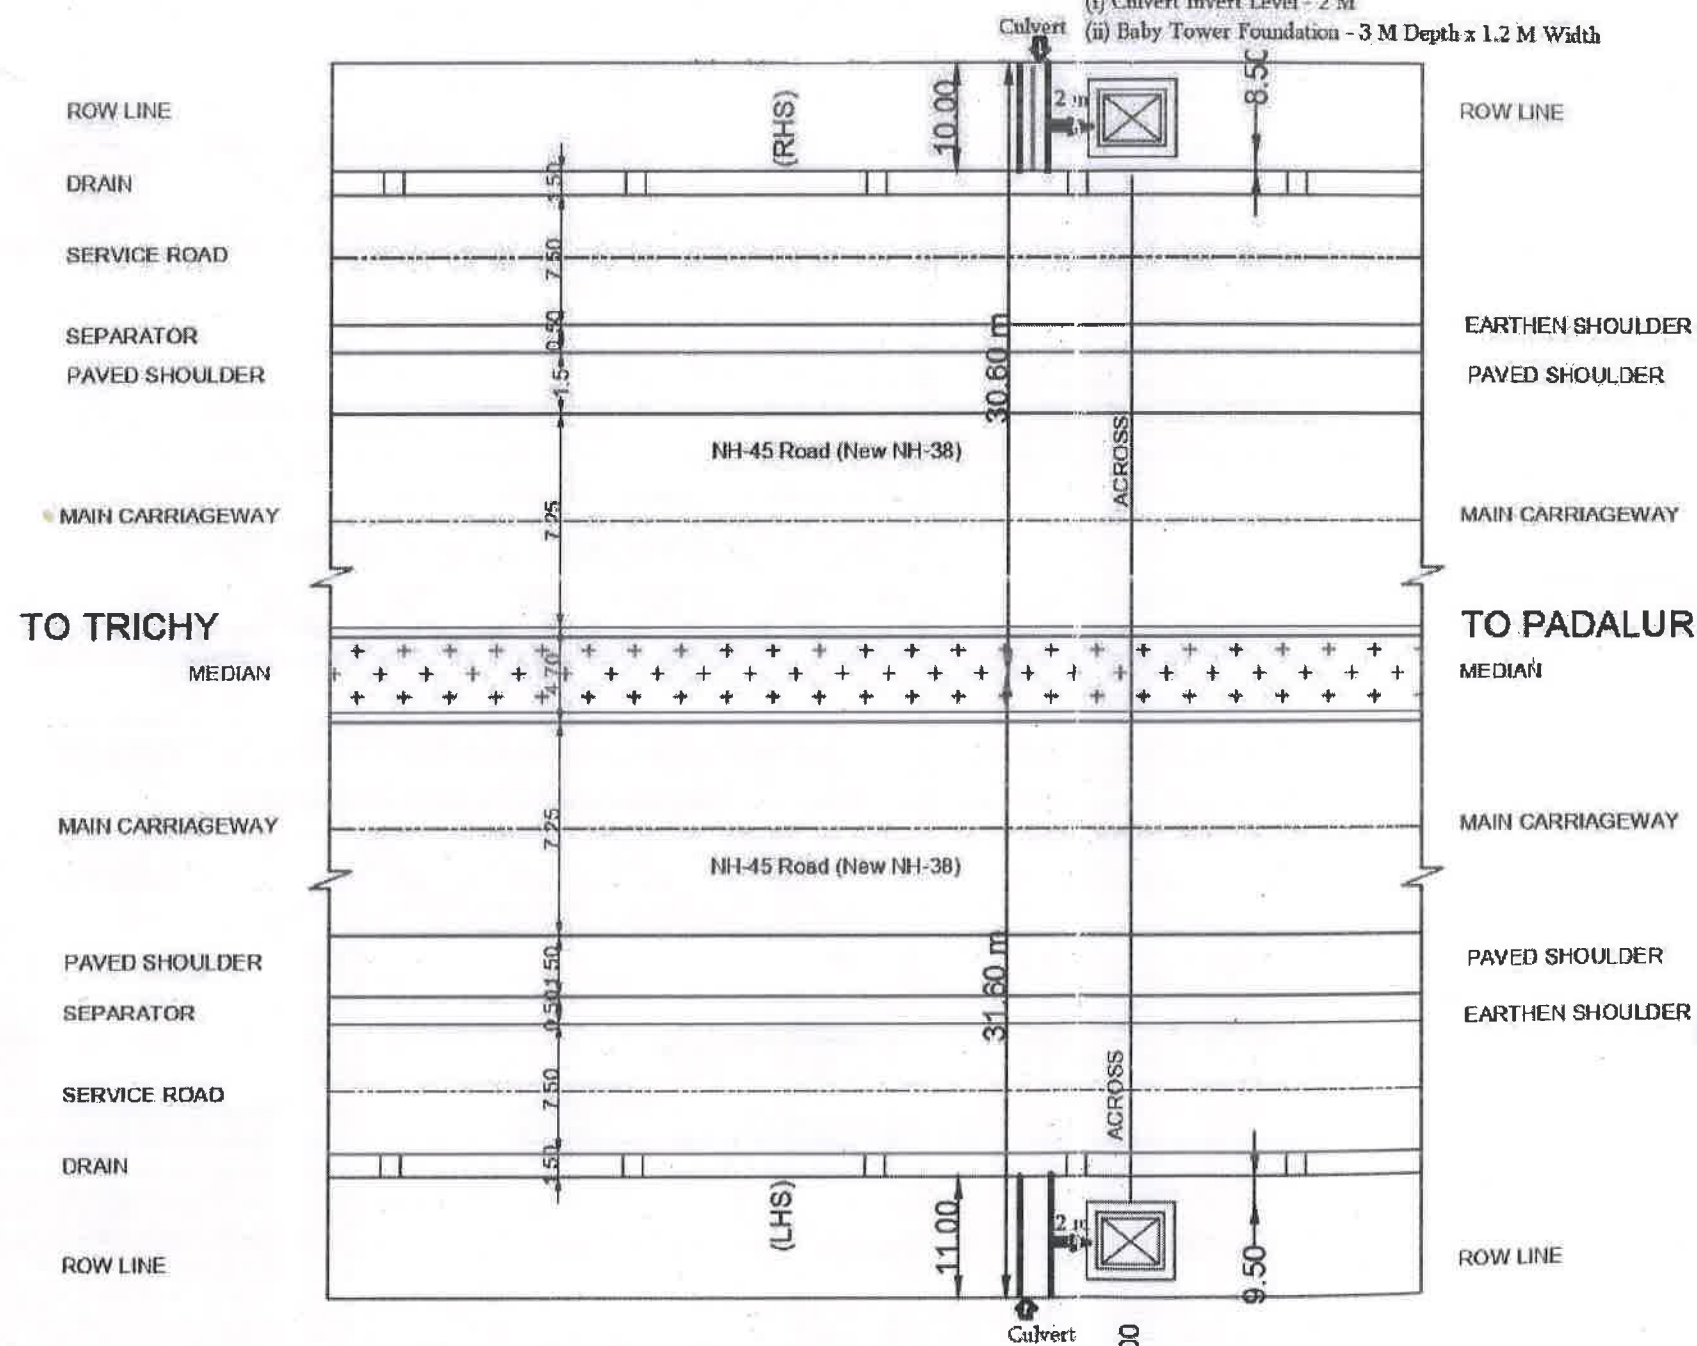 (i) Culvert Invert Level - 2 M
Culvert (ii) Baby Tower Foundation - 3 M Depth x 1.2 M Width
ROW LINE (RHS) 10.00 2 m 8.50 ROW LINE
DRAIN 1.50
SERVICE ROAD 7.50
SEPARATOR 0.50 EARTHEN SHOULDER
PAVED SHOULDER 1.5 30.60 m PAVED SHOULDER
NH-45 Road (New NH-38) ACROSS
MAIN CARRIAGEWAY 7.25 MAIN CARRIAGEWAY
TO TRICHY TO PADALUR
MEDIAN 4.70 MEDIAN
MAIN CARRIAGEWAY 7.25 MAIN CARRIAGEWAY
NH-45 Road (New NH-38)
PAVED SHOULDER 1.50 31.60 m PAVED SHOULDER
SEPARATOR 0.50 EARTHEN SHOULDER
SERVICE ROAD 7.50 ACROSS
DRAIN 1.50
(LHS) 11.00 2 m 9.50
ROW LINE ROW LINE
Culvert